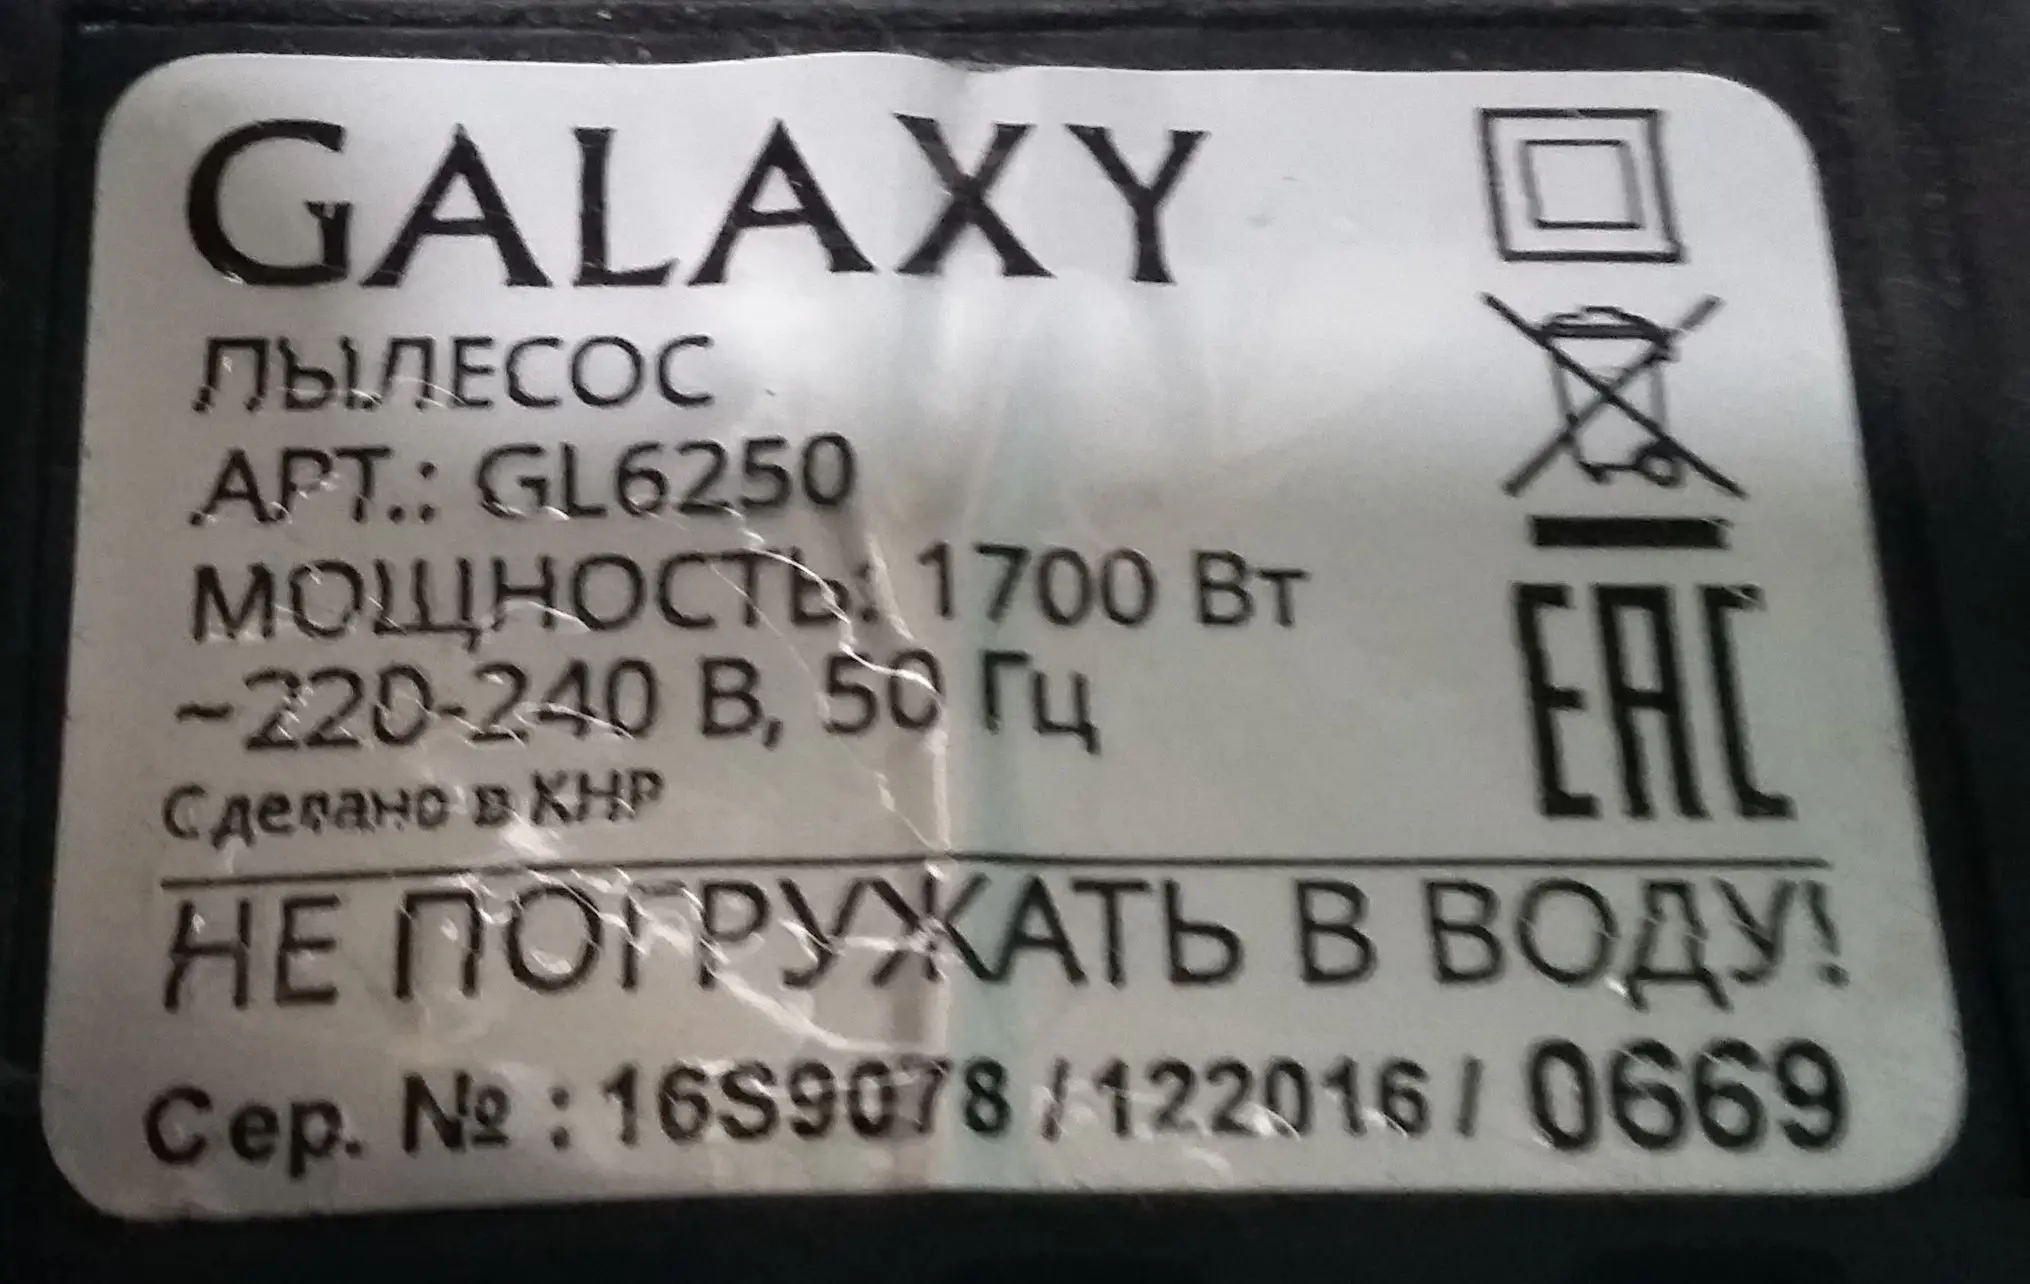 GALAXY
ПЫЛЕСОС
АРТ.: GL6250
МОЩНОСТЬ: 1700 Вт
~220-240 В, 50 Гц
Сделано в КНР
EAC
НЕ ПОГРУЖАТЬ В ВОДУ!
Сер. № : 16S9078 / 122016 / 0669